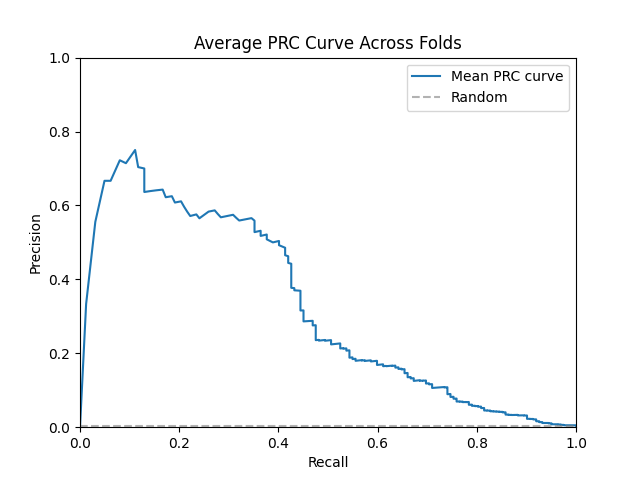 Average PRC Curve Across Folds
Mean PRC curve
Random
Precision
1.0
0.8
0.6
0.4
0.2
0.0
0.0 0.2 0.4 0.6 0.8 1.0
Recall